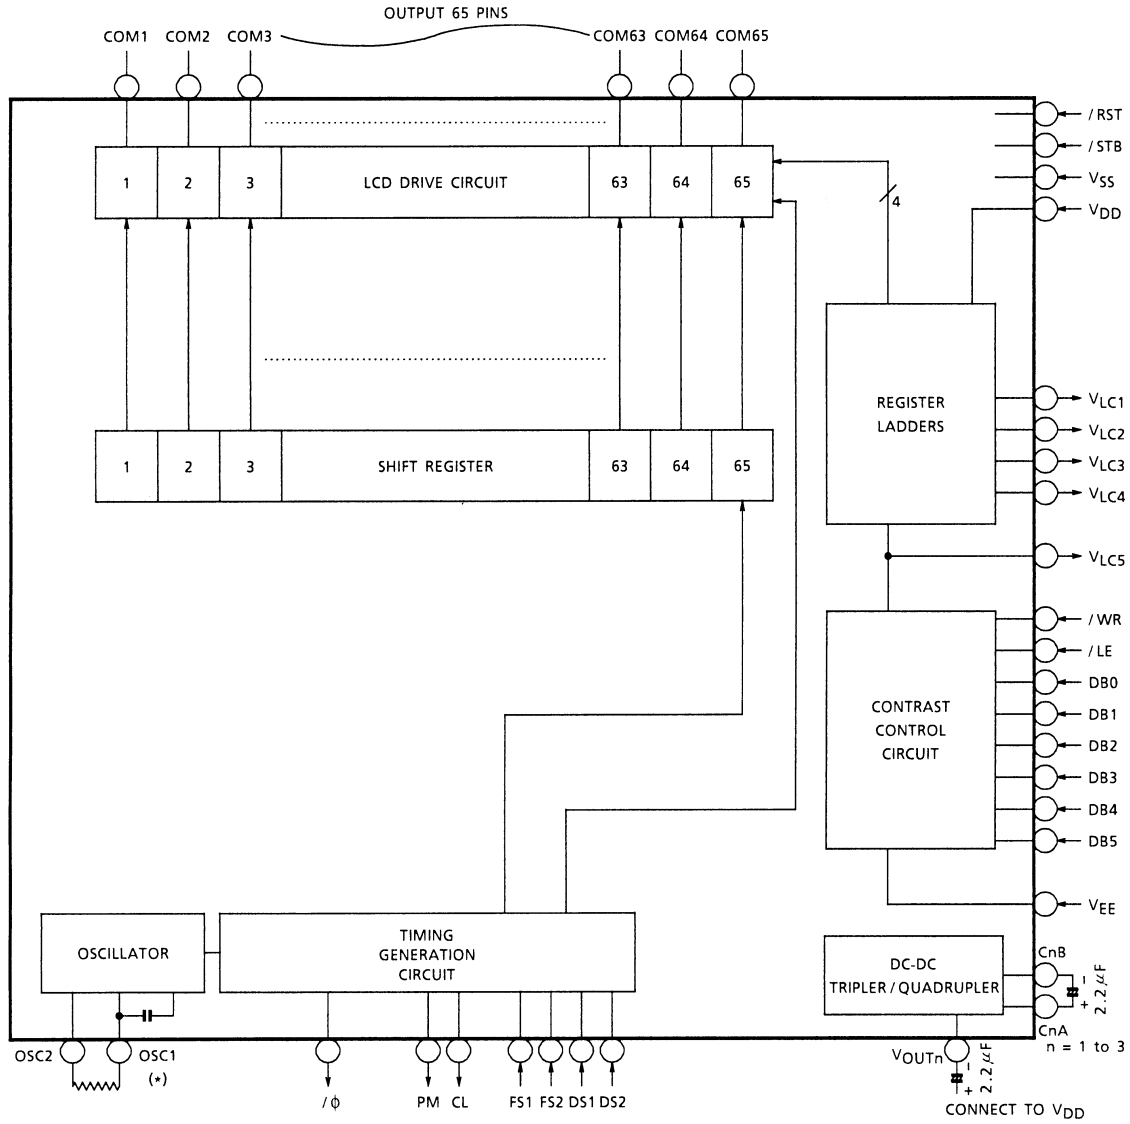 OUTPUT 65 PINS
COM1 COM2 COM3 COM63 COM64 COM65
/RST
/STB
VSS
VDD
1 2 3 LCD DRIVE CIRCUIT 63 64 65
4
REGISTER
LADDERS
VLC1
VLC2
VLC3
VLC4
1 2 3 SHIFT REGISTER 63 64 65
VLC5
/WR
/LE
DB0
DB1
DB2
DB3
DB4
DB5
CONTRAST
CONTROL
CIRCUIT
VEE
OSCILLATOR
TIMING
GENERATION
CIRCUIT
DC-DC
TRIPLER/QUADRUPLER
CnB
- + 2.2μF
CnA
n = 1 to 3
OSC2 OSC1
(*)
/ϕ PM CL FS1 FS2 DS1 DS2
VOUTn
+ - 2.2μF
CONNECT TO VDD